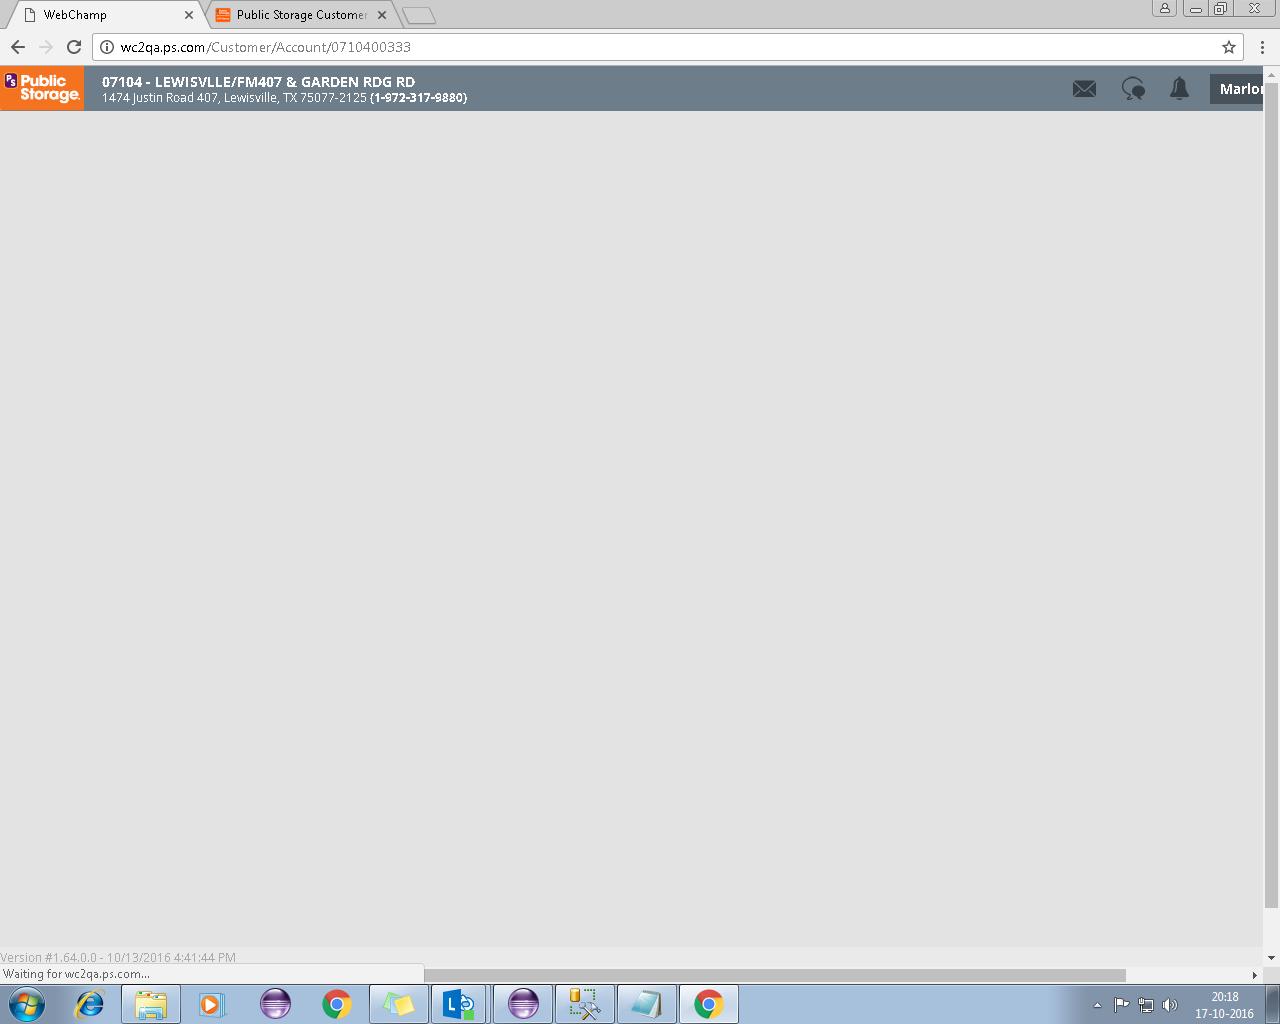 WebChamp
Public Storage Customer
wc2qa.ps.com/Customer/Account/0710400333
PS Public Storage.
07104 - LEWISVLLE/FM407 & GARDEN RDG RD
1474 Justin Road 407, Lewisville, TX 75077-2125 (1-972-317-9880)
Marlon
Version #1.64.0.0 - 10/13/2016 4:41:44 PM
Waiting for wc2qa.ps.com...
20:18
17-10-2016